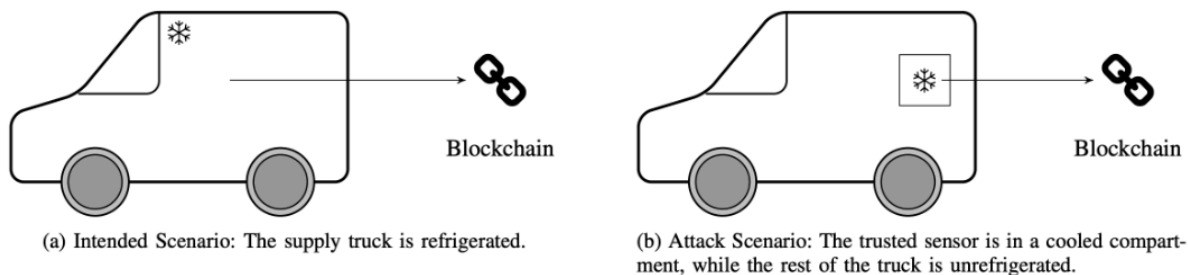 Blockchain
Blockchain
(a) Intended Scenario: The supply truck is refrigerated.
(b) Attack Scenario: The trusted sensor is in a cooled compart-
ment, while the rest of the truck is unrefrigerated.